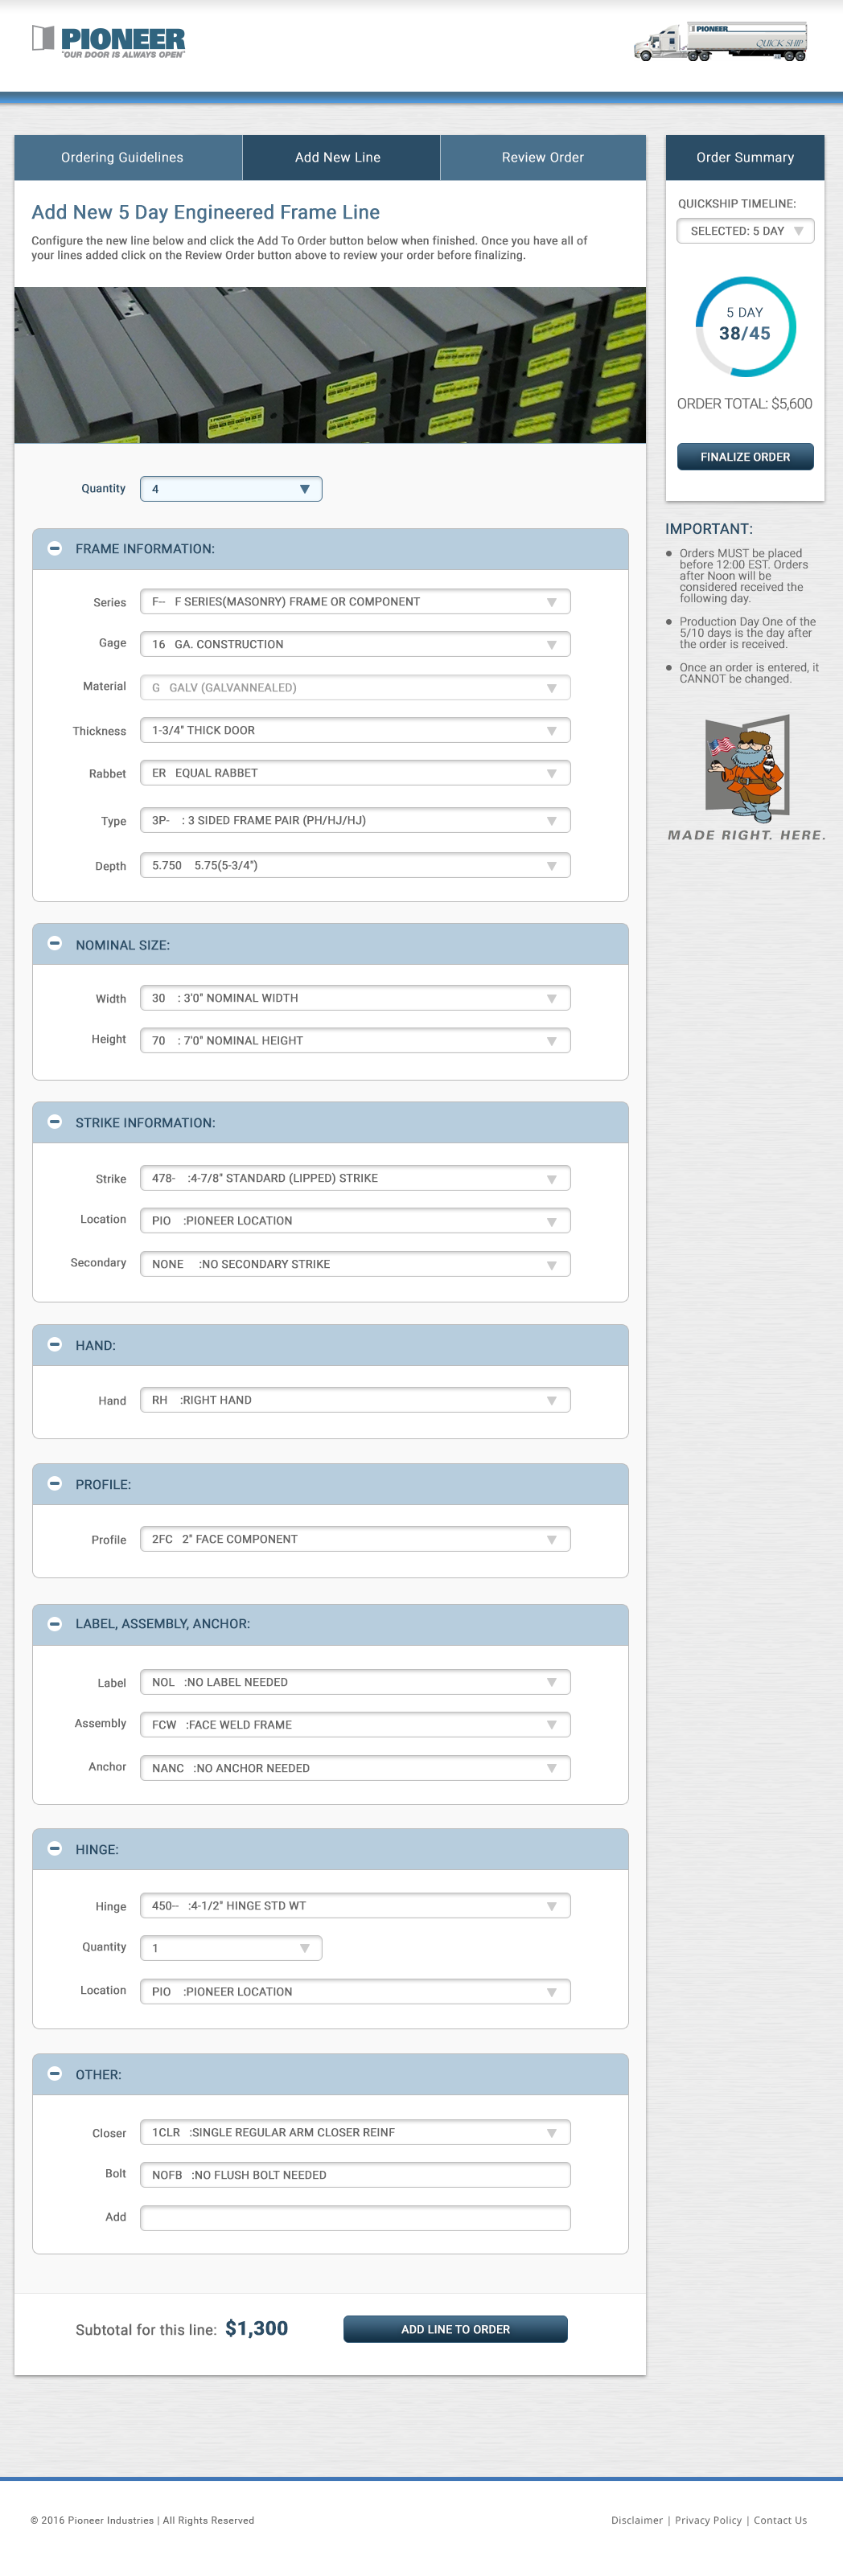 PIONEER
"OUR DOOR IS ALWAYS OPEN"
PIONEER
QUICK SHIP
Ordering Guidelines
Add New Line
Review Order
Add New 5 Day Engineered Frame Line
Configure the new line below and click the Add To Order button below when finished. Once you have all of
your lines added click on the Review Order button above to review your order before finalizing.
Quantity 4
FRAME INFORMATION:
Series F-- F SERIES(MASONRY) FRAME OR COMPONENT
Gage 16 GA. CONSTRUCTION
Material G GALV (GALVANNEALED)
Thickness 1-3/4" THICK DOOR
Rabbet ER EQUAL RABBET
Type 3P- : 3 SIDED FRAME PAIR (PH/HJ/HJ)
Depth 5.750 5.75(5-3/4")
NOMINAL SIZE:
Width 30 : 3'0" NOMINAL WIDTH
Height 70 : 7'0" NOMINAL HEIGHT
STRIKE INFORMATION:
Strike 478- :4-7/8" STANDARD (LIPPED) STRIKE
Location PIO :PIONEER LOCATION
Secondary NONE :NO SECONDARY STRIKE
HAND:
Hand RH :RIGHT HAND
PROFILE:
Profile 2FC 2" FACE COMPONENT
LABEL, ASSEMBLY, ANCHOR:
Label NOL :NO LABEL NEEDED
Assembly FCW :FACE WELD FRAME
Anchor NANC :NO ANCHOR NEEDED
HINGE:
Hinge 450-- :4-1/2" HINGE STD WT
Quantity 1
Location PIO :PIONEER LOCATION
OTHER:
Closer 1CLR :SINGLE REGULAR ARM CLOSER REINF
Bolt NOFB :NO FLUSH BOLT NEEDED
Add
Subtotal for this line: $1,300
ADD LINE TO ORDER
Order Summary
QUICKSHIP TIMELINE:
SELECTED: 5 DAY
5 DAY
38/45
ORDER TOTAL: $5,600
FINALIZE ORDER
IMPORTANT:
Orders MUST be placed
before 12:00 EST. Orders
after Noon will be
considered received the
following day.
Production Day One of the
5/10 days is the day after
the order is received.
Once an order is entered, it
CANNOT be changed.
MADE RIGHT. HERE.
© 2016 Pioneer Industries | All Rights Reserved
Disclaimer | Privacy Policy | Contact Us